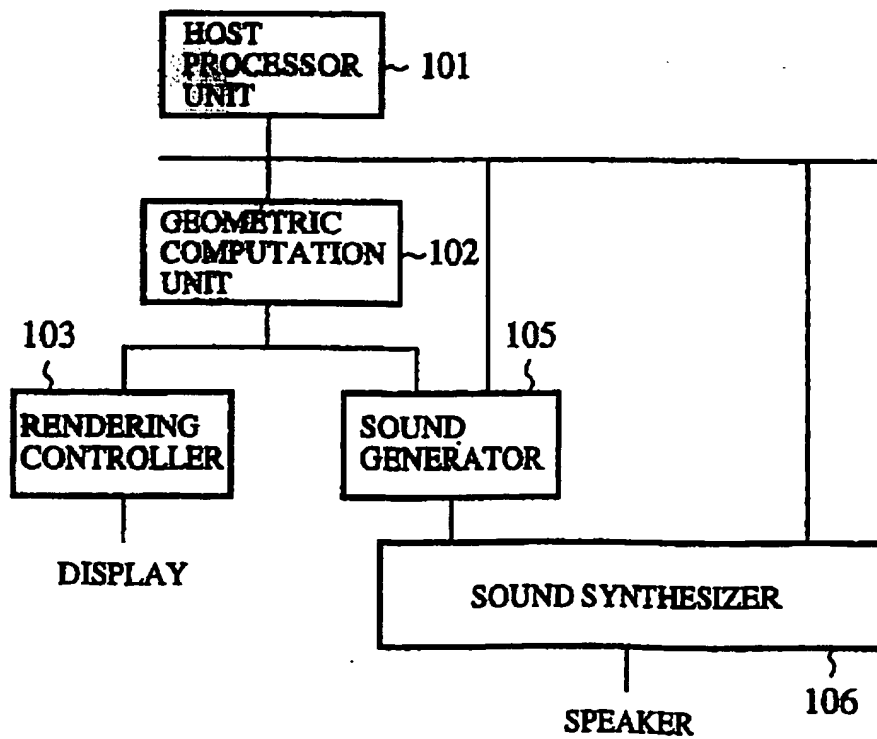 HOST
PROCESSOR
UNIT
101
GEOMETRIC
COMPUTATION
UNIT
102
103
105
RENDERING
CONTROLLER
SOUND
GENERATOR
DISPLAY
SOUND SYNTHESIZER
106
SPEAKER